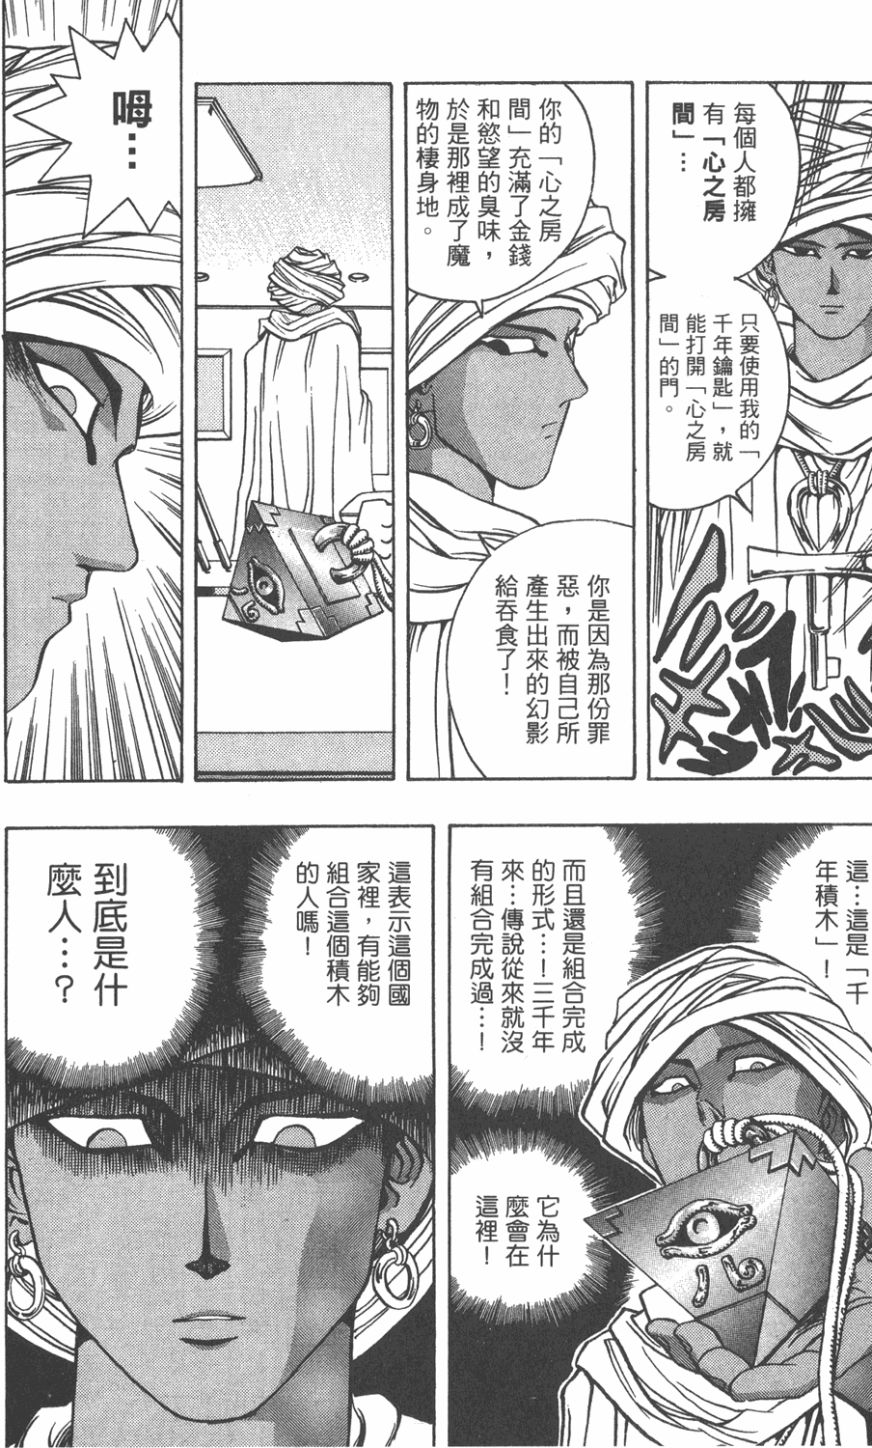 每個人都擁
有「心之房
間」…
只要使用我的「
千年鑰匙」，就
能打開「心之房
間」的門。
你的「心之房
間」充滿了金錢
和慾望的臭味，
於是那裡成了魔
物的棲身地。
你是因為那份罪
惡，而被自己所
產生出來的幻影
給吞食了！
呣…
這…這是「千
年積木」！
而且還是組合完成
的形式…！三千年
來…傳說從來就沒
有組合完成過…！
它為什
麼會在
這裡！
這表示這個國
家裡，有能夠
組合這個積木
的人嗎！
到底是什
麼人…？